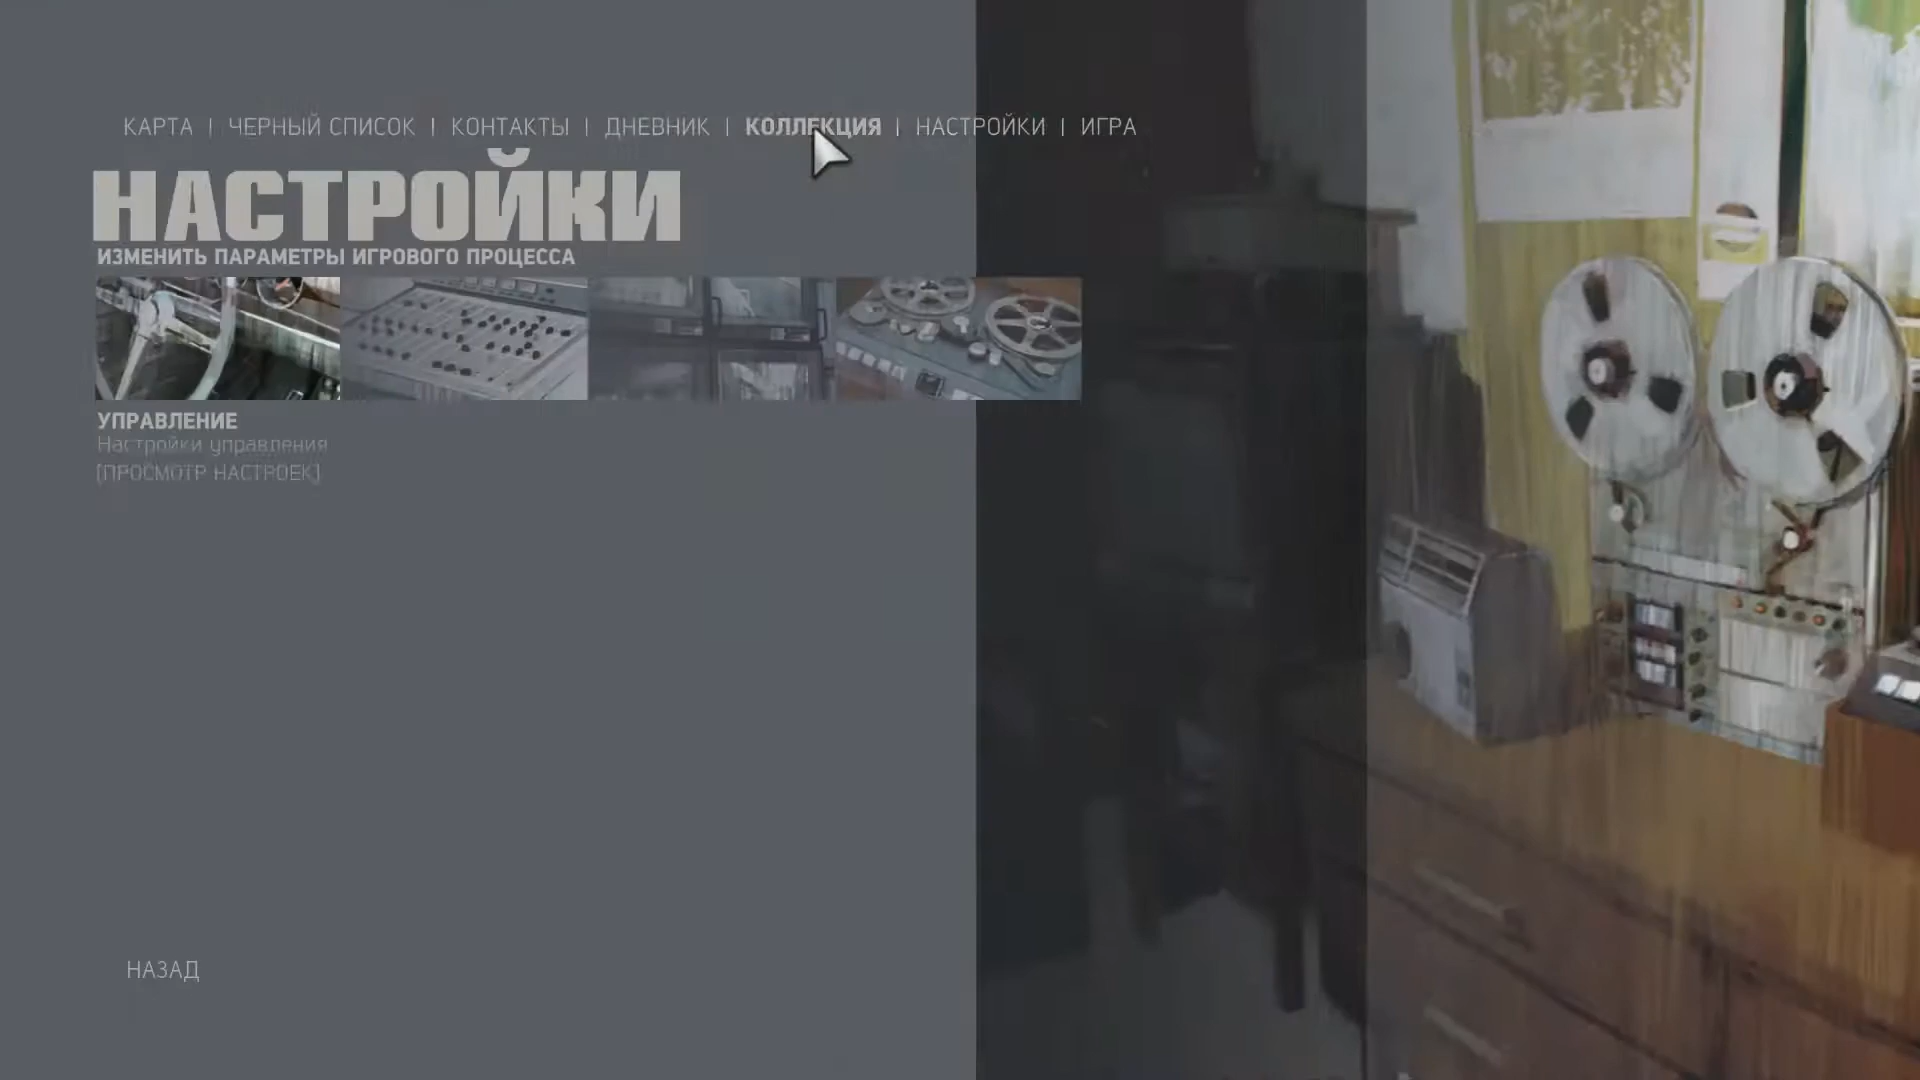 КАРТА | ЧЕРНЫЙ СПИСОК | КОНТАКТЫ | ДНЕВНИК | КОЛЛЕКЦИЯ | НАСТРОЙКИ | ИГРА
НАСТРОЙКИ
ИЗМЕНИТЬ ПАРАМЕТРЫ ИГРОВОГО ПРОЦЕССА
УПРАВЛЕНИЕ
Настройки управления
[ПРОСМОТР НАСТРОЕК]
НАЗАД